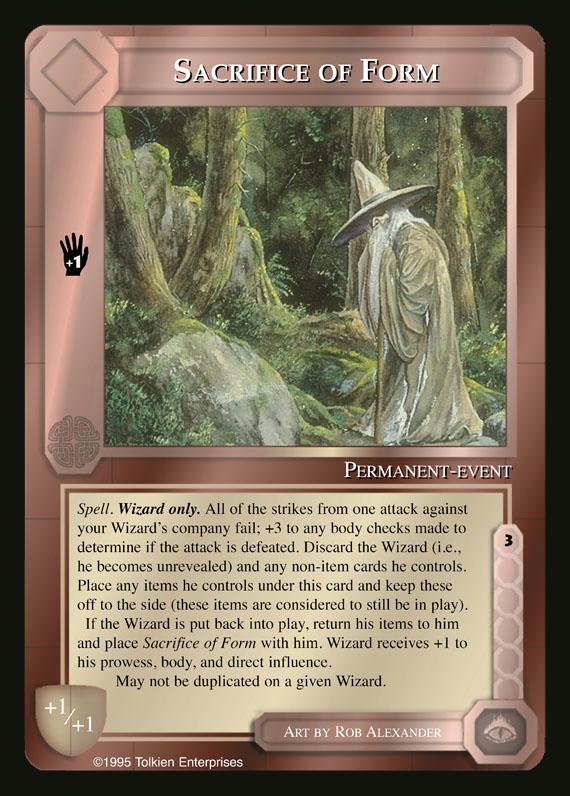 Sacrifice of Form
+1
Permanent-event
Spell. Wizard only. All of the strikes from one attack against
your Wizard's company fail; +3 to any body checks made to
determine if the attack is defeated. Discard the Wizard (i.e.,
he becomes unrevealed) and any non-item cards he controls.
Place any items he controls under this card and keep these
off to the side (these items are considered to still be in play).
If the Wizard is put back into play, return his items to him
and place Sacrifice of Form with him. Wizard receives +1 to
his prowess, body, and direct influence.
May not be duplicated on a given Wizard.
3
+1/+1
Art by Rob Alexander
©1995 Tolkien Enterprises